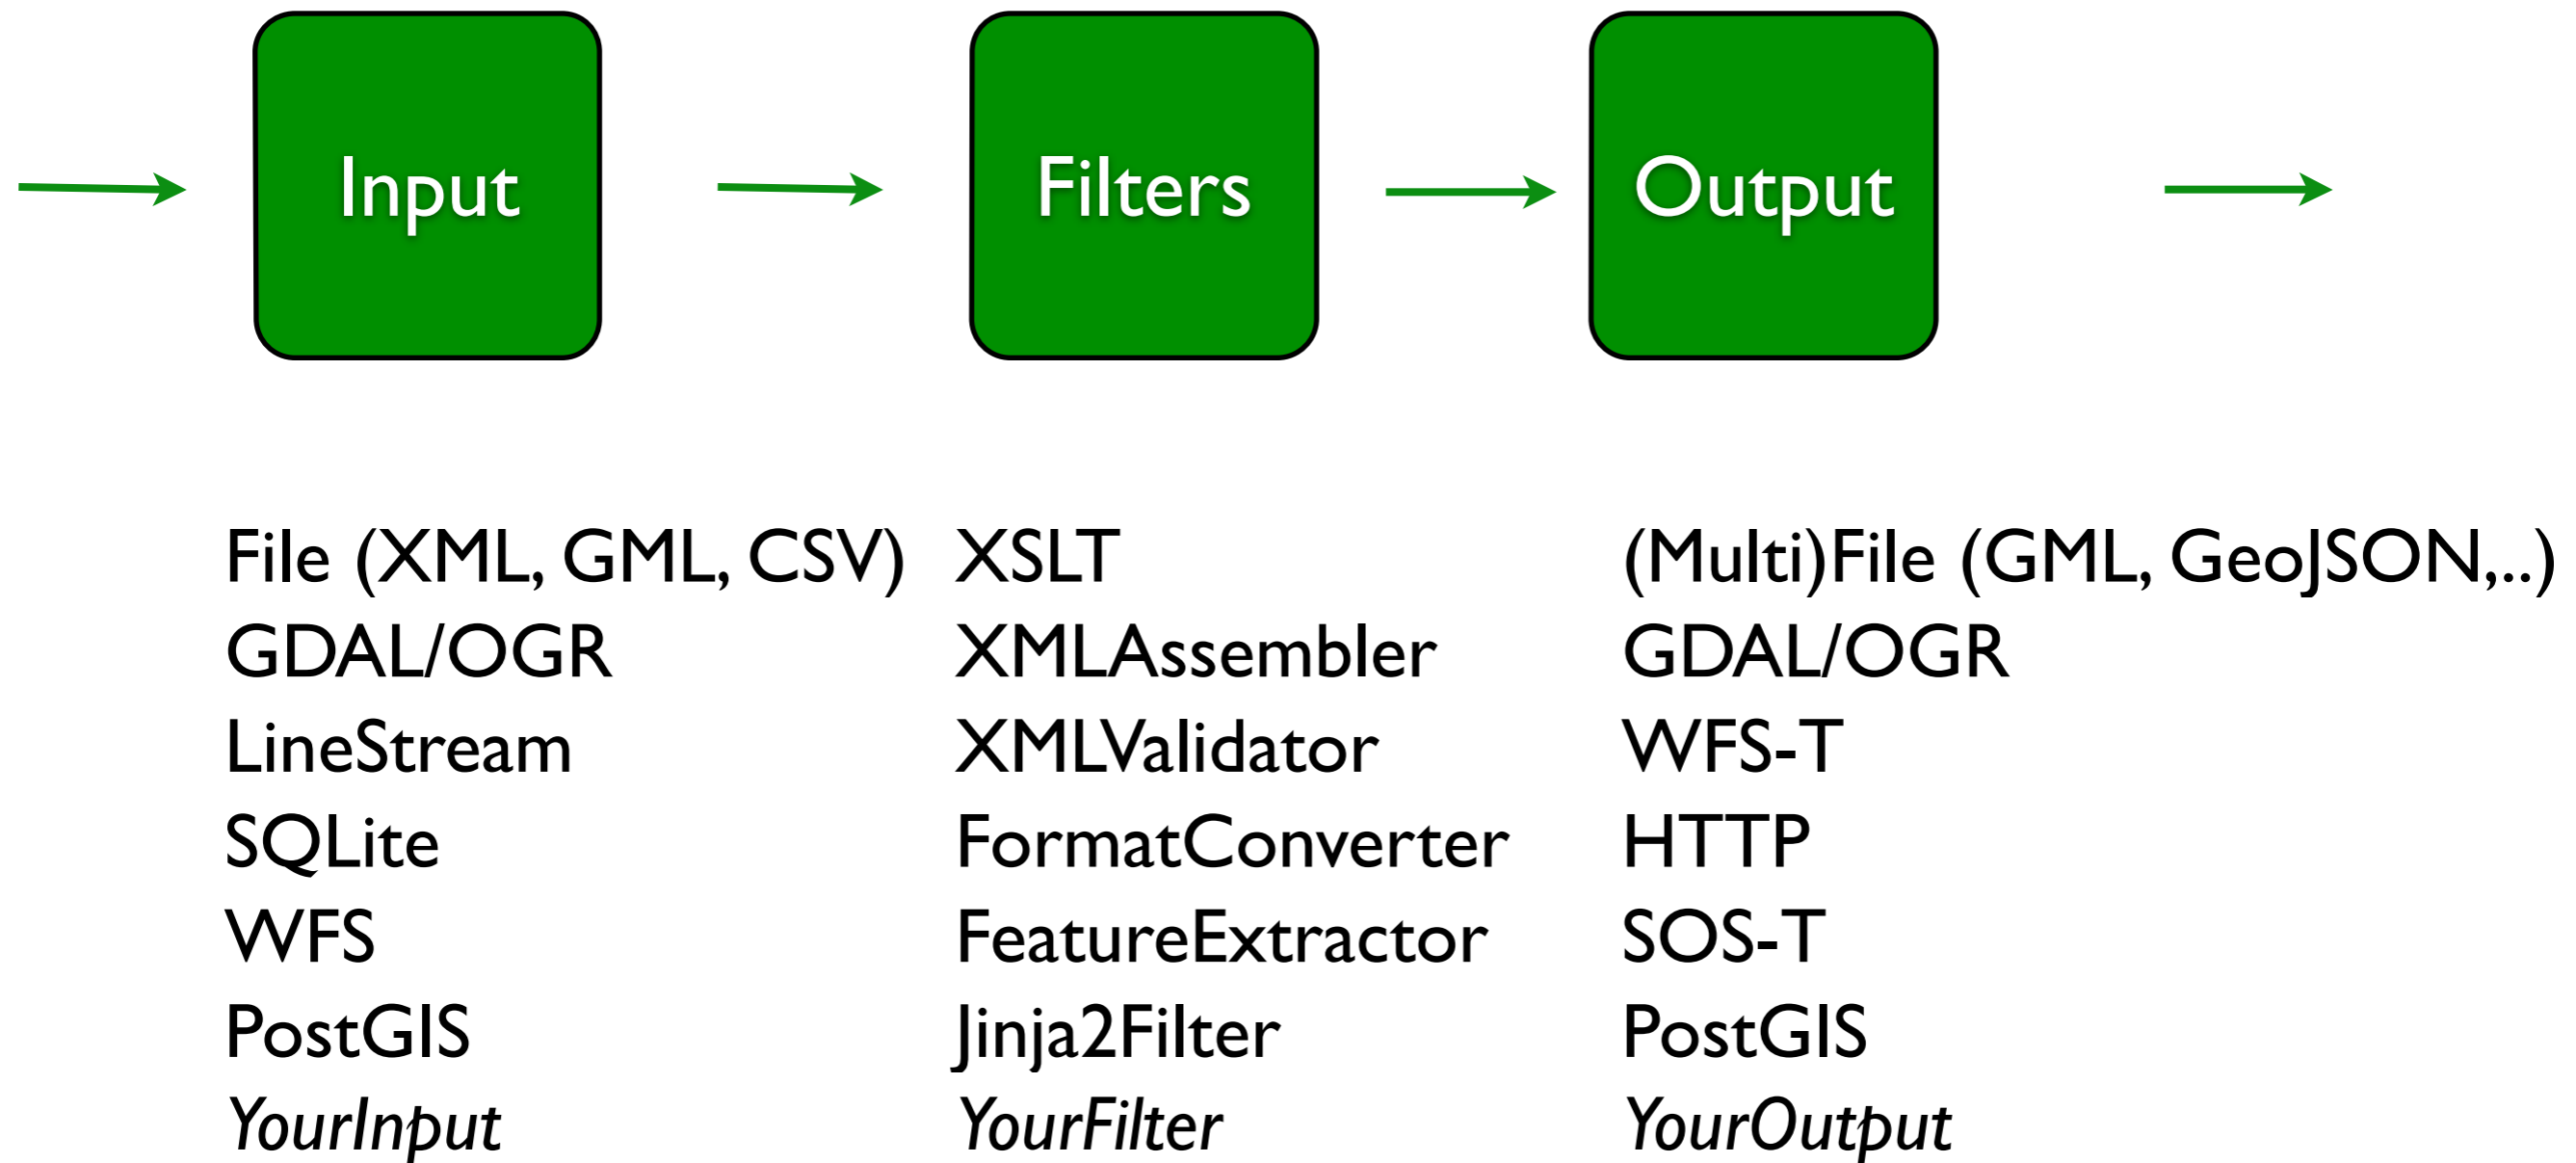 Input
Filters
Output
File (XML, GML, CSV)
GDAL/OGR
LineStream
SQLite
WFS
PostGIS
YourInput
XSLT
XMLAssembler
XMLValidator
FormatConverter
FeatureExtractor
Jinja2Filter
YourFilter
(Multi)File (GML, GeoJSON,..)
GDAL/OGR
WFS-T
HTTP
SOS-T
PostGIS
YourOutput